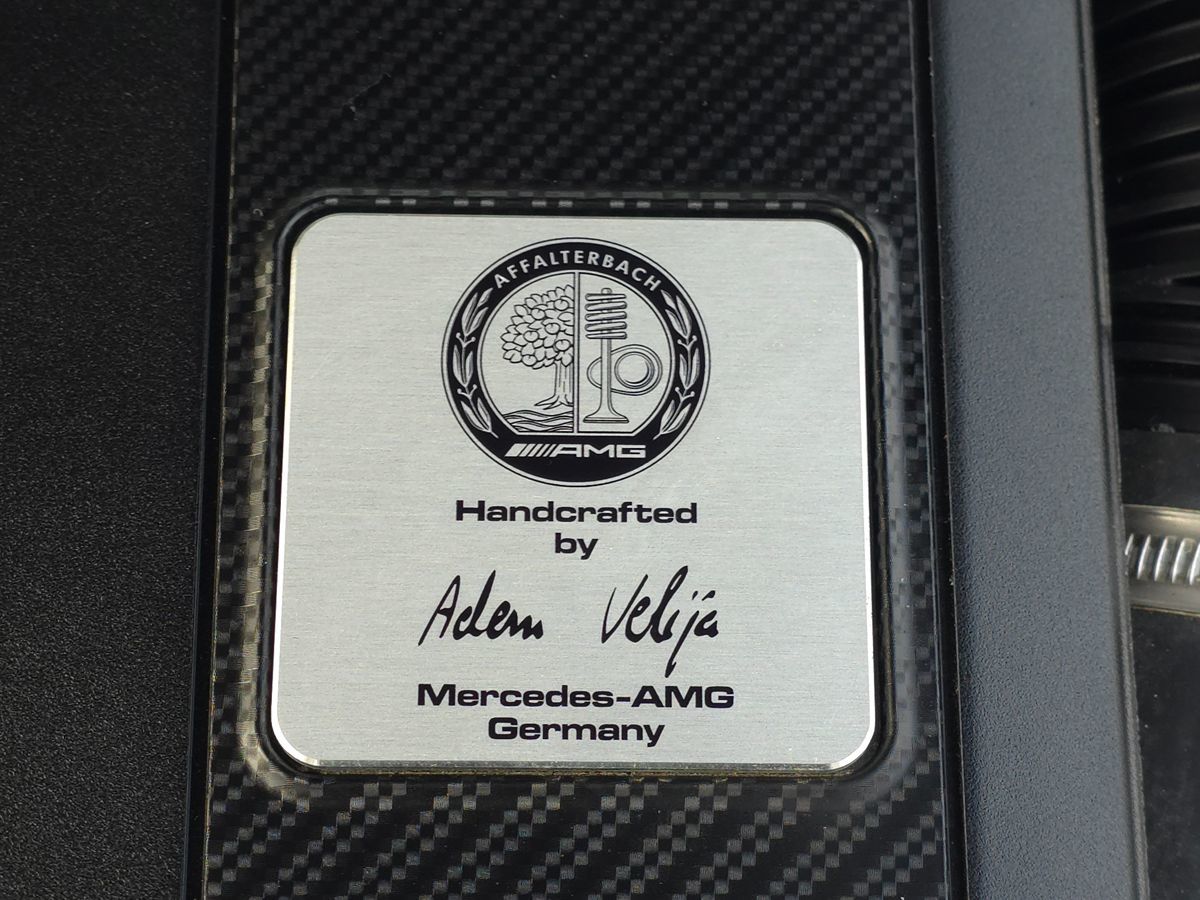 AFFALTERBACH
AMG
Handcrafted
by
Adem Velija
Mercedes-AMG
Germany